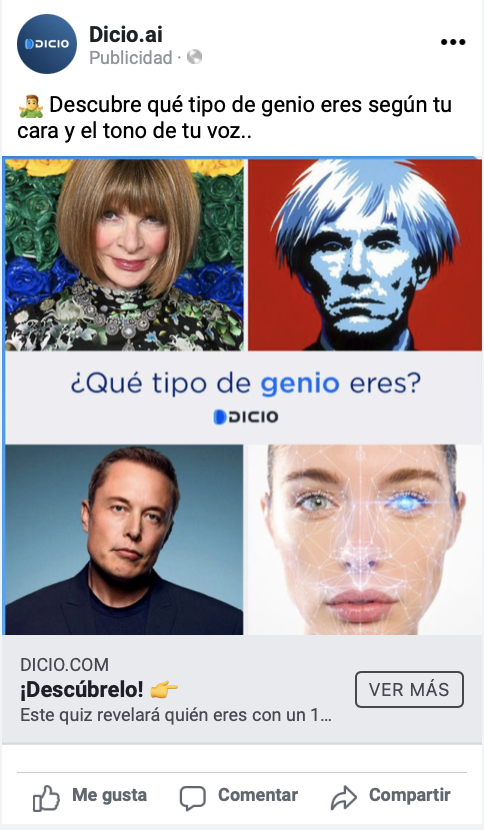 DICIO
Dicio.ai
Publicidad ·
Descubre qué tipo de genio eres según tu
cara y el tono de tu voz..
¿Qué tipo de genio eres?
DICIO
DICIO.COM
¡Descúbrelo! 👉
Este quiz revelará quién eres con un 1...
VER MÁS
Me gusta
Comentar
Compartir